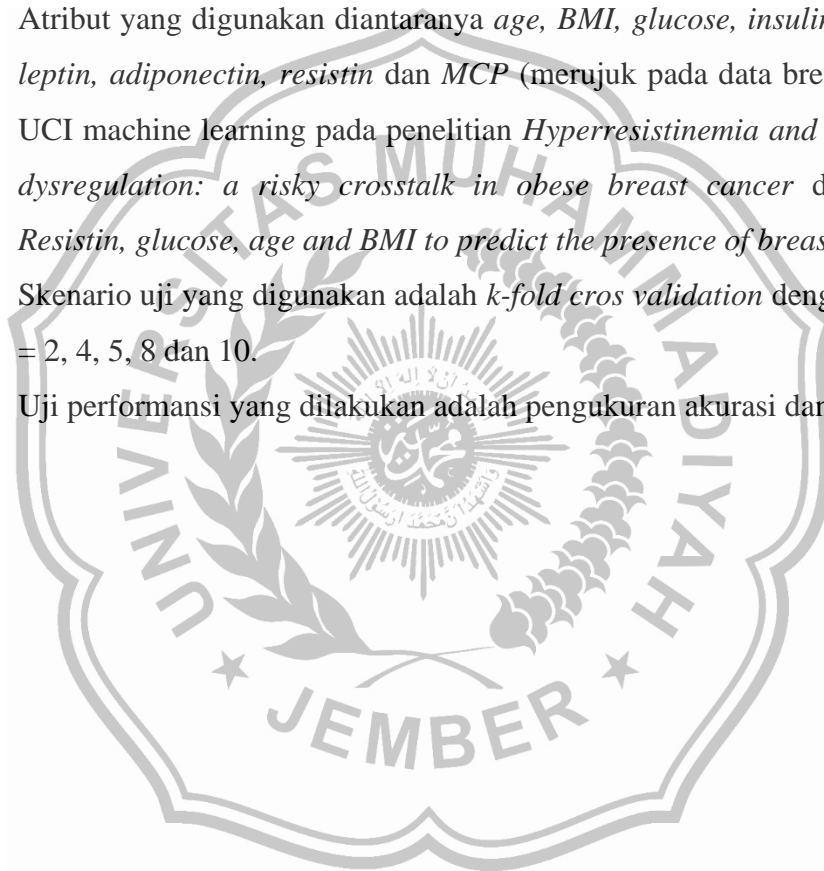 Atribut yang digunakan diantaranya age, BMI, glucose, insulin
leptin, adiponectin, resistin dan MCP (merujuk pada data bre
UCI machine learning pada penelitian Hyperresistinemia and
dysregulation: a risky crosstalk in obese breast cancer d
Resistin, glucose, age and BMI to predict the presence of breas
Skenario uji yang digunakan adalah k-fold cros validation deng
= 2, 4, 5, 8 dan 10.
Uji performansi yang dilakukan adalah pengukuran akurasi dan
UNIVERSITAS MUHAMMADIYAH
JEMBER